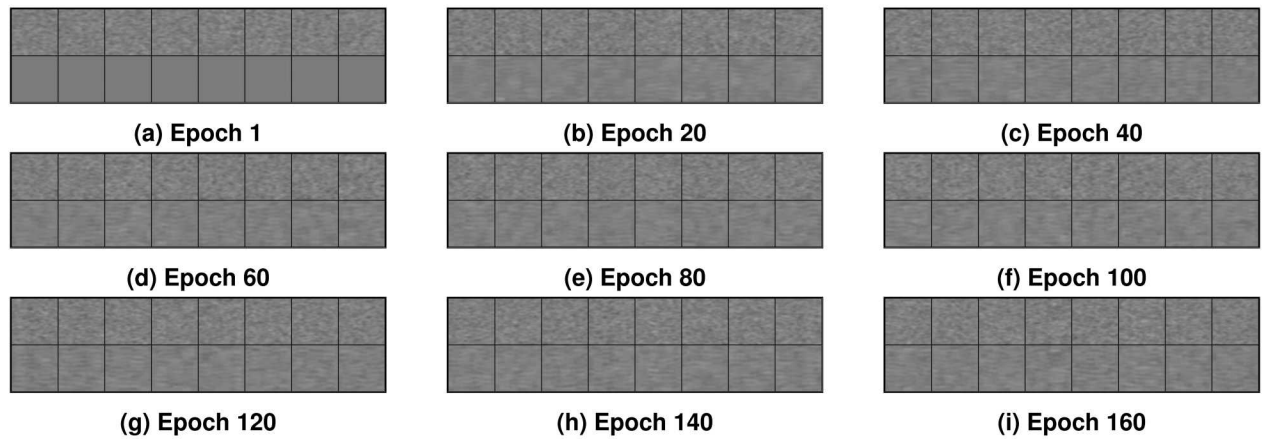 (a) Epoch 1
(b) Epoch 20
(c) Epoch 40
(d) Epoch 60
(e) Epoch 80
(f) Epoch 100
(g) Epoch 120
(h) Epoch 140
(i) Epoch 160